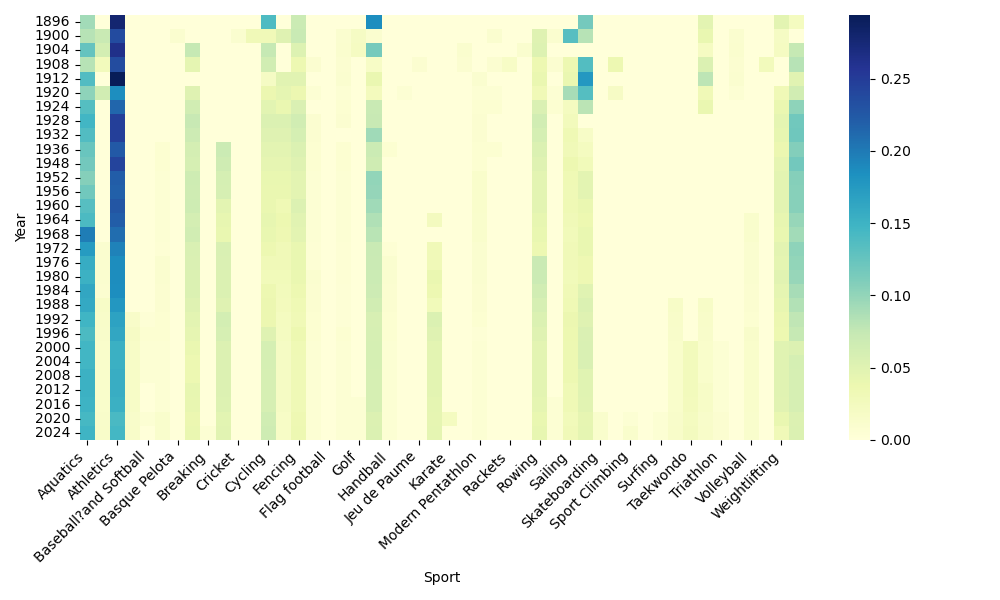 1896
1900
1904
1908
1912
1920
1924
1928
1932
1936
1948
1952
1956
1960
1964
1968
1972
1976
1980
1984
1988
1992
1996
2000
2004
2008
2012
2016
2020
2024
Year
Aquatics
Athletics
Baseball?and Softball
Basque Pelota
Breaking
Cricket
Cycling
Fencing
Flag football
Golf
Handball
Jeu de Paume
Karate
Modern Pentathlon
Rackets
Rowing
Sailing
Skateboarding
Sport Climbing
Surfing
Taekwondo
Triathlon
Volleyball
Weightlifting
Sport
0.25
0.20
0.15
0.10
0.05
0.00